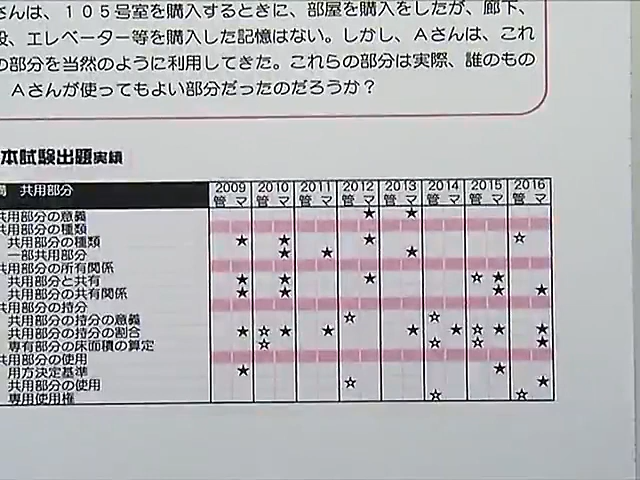 さんは、105号室を購入するときに、部屋を購入をしたが、廊下、
段、エレベーター等を購入した記憶はない。しかし、Aさんは、これ
の部分を当然のように利用してきた。これらの部分は実際、誰のもの
Aさんが使ってもよい部分だったのだろうか？
本試験出題実績
共用部分 2009 2010 2011 2012 2013 2014 2015 2016
管 マ 管 マ 管 マ 管 マ 管 マ 管 マ 管 マ 管 マ
共用部分の意義 ★ ★
共用部分の種類
共用部分の種類 ★ ★ ★ ☆
一部共用部分 ★ ★ ★
共用部分の所有関係
共用部分と共有 ★ ★ ★ ☆ ★
共用部分の共有関係 ★ ★ ★ ★
共用部分の持分
共用部分の持分の意義 ☆ ☆
共用部分の持分の割合 ★ ☆ ★ ★ ★ ★ ☆ ★ ★
専有部分の床面積の算定 ☆ ☆ ☆ ★
共用部分の使用
用方決定基準 ★ ★
共用部分の使用 ☆ ★
専用使用権 ☆ ☆